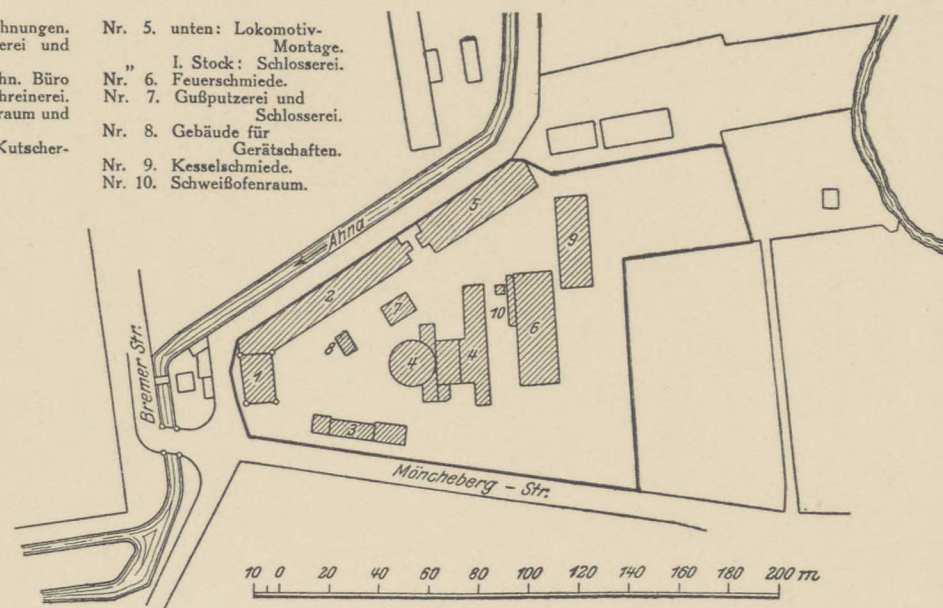 hnungen.
erei und
hn. Büro
hreinerei.
raum und
Kutscher-
Nr. 5. unten: Lokomotiv-
Montage.
„ I. Stock: Schlosserei.
Nr. 6. Feuerschmiede.
Nr. 7. Gußputzerei und
Schlosserei.
Nr. 8. Gebäude für
Gerätschaften.
Nr. 9. Kesselschmiede.
Nr. 10. Schweißofenraum.
Ahna
5
9
2
7
10
6
8
4
4
1
3
Bremer Str.
Möncheberg - Str.
10 0 20 40 60 80 100 120 140 160 180 200 m